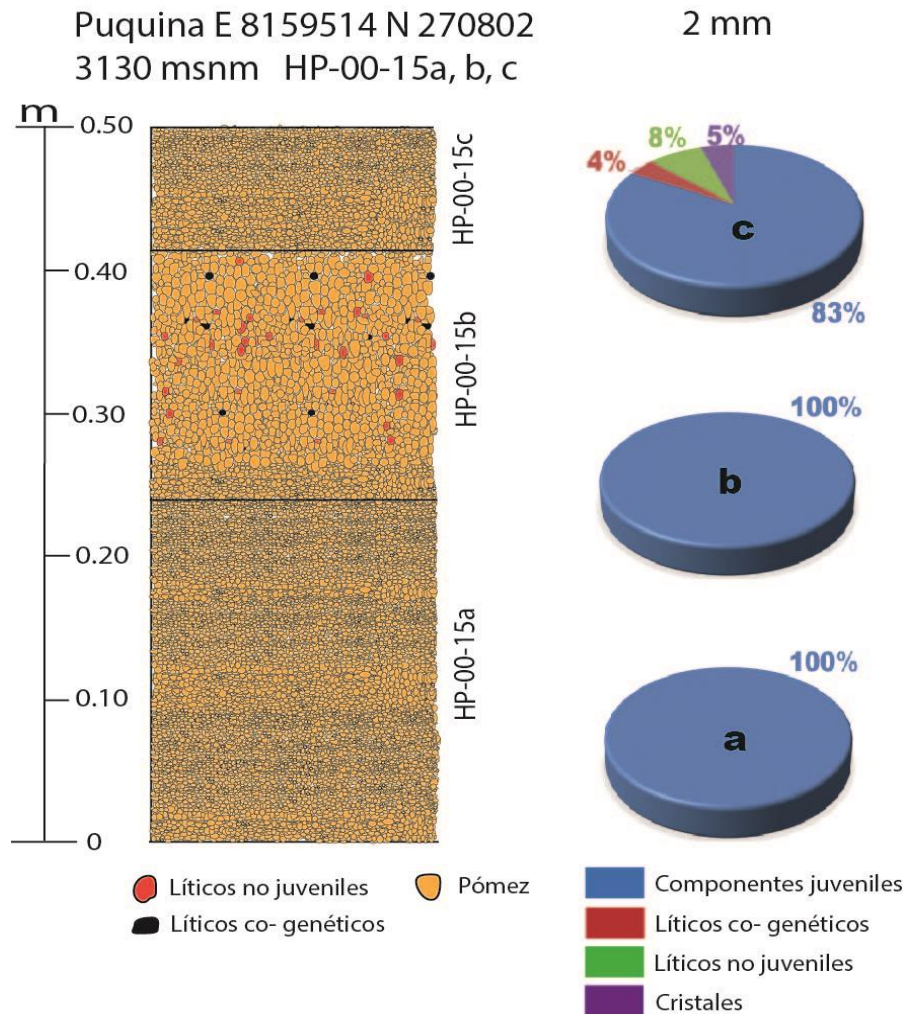 Puquina E 8159514 N 270802
3130 msnm HP-00-15a, b, c
2 mm
m
0.50
0.40
0.30
0.20
0.10
0
HP-00-15c
HP-00-15b
HP-00-15a
4%
8%
5%
c
83%
100%
b
100%
a
Líticos no juveniles
Pómez
Líticos co- genéticos
Componentes juveniles
Líticos co- genéticos
Líticos no juveniles
Cristales